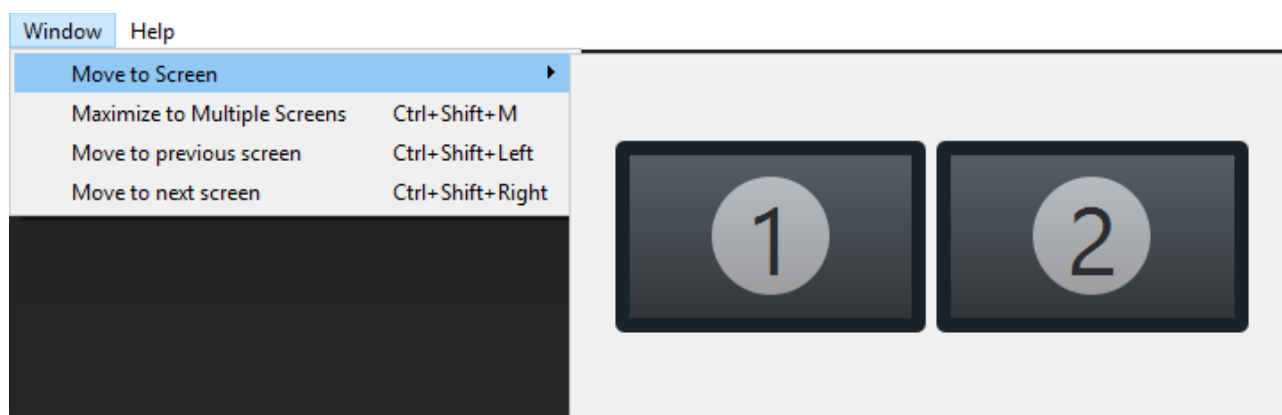 Window Help
Move to Screen
Maximize to Multiple Screens Ctrl+Shift+M
Move to previous screen Ctrl+Shift+Left
Move to next screen Ctrl+Shift+Right
1 2